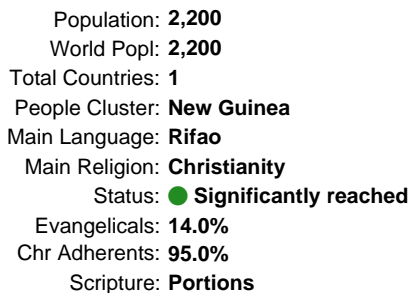 Population: 2,200
World Popl: 2,200
Total Countries: 1
People Cluster: New Guinea
Main Language: Rifao
Main Religion: Christianity
Status: Significantly reached
Evangelicals: 14.0%
Chr Adherents: 95.0%
Scripture: Portions